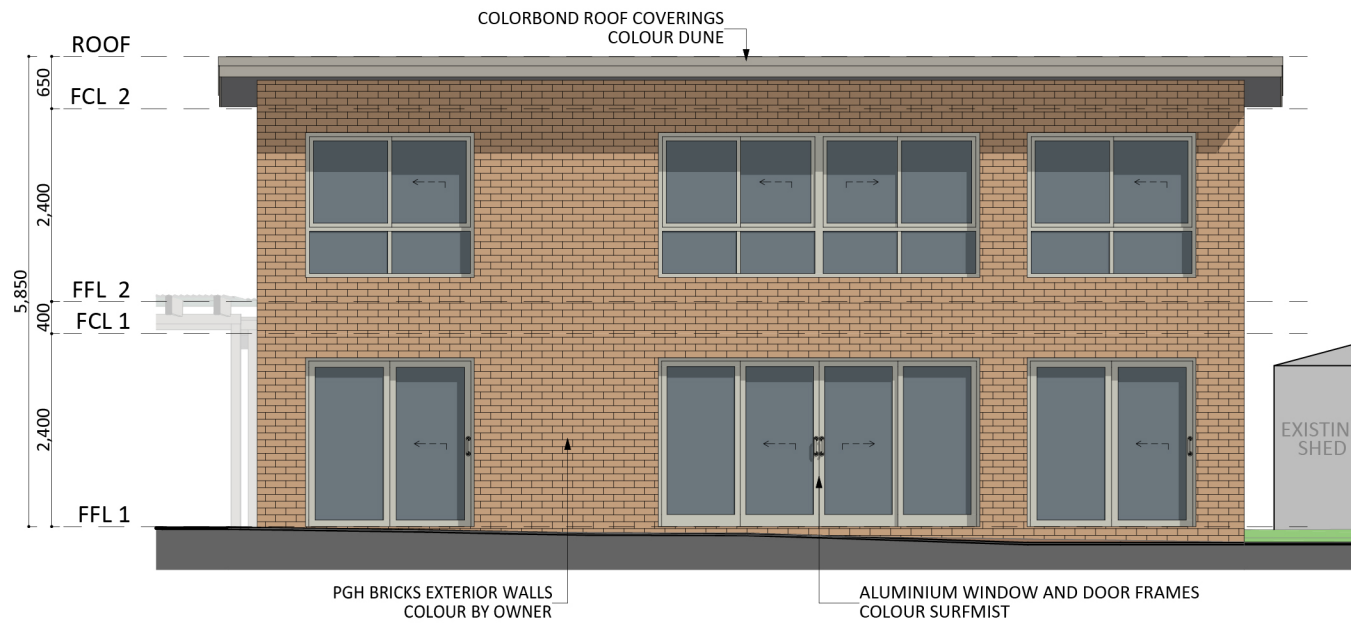 COLORBOND ROOF COVERINGS
COLOUR DUNE
ROOF
650
FCL 2
2,400
FFL 2
5,850
400
FCL 1
2,400
EXISTIN
SHED
FFL 1
PGH BRICKS EXTERIOR WALLS
COLOUR BY OWNER
ALUMINIUM WINDOW AND DOOR FRAMES
COLOUR SURFMIST